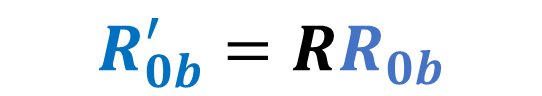 R′₀b = RR₀b